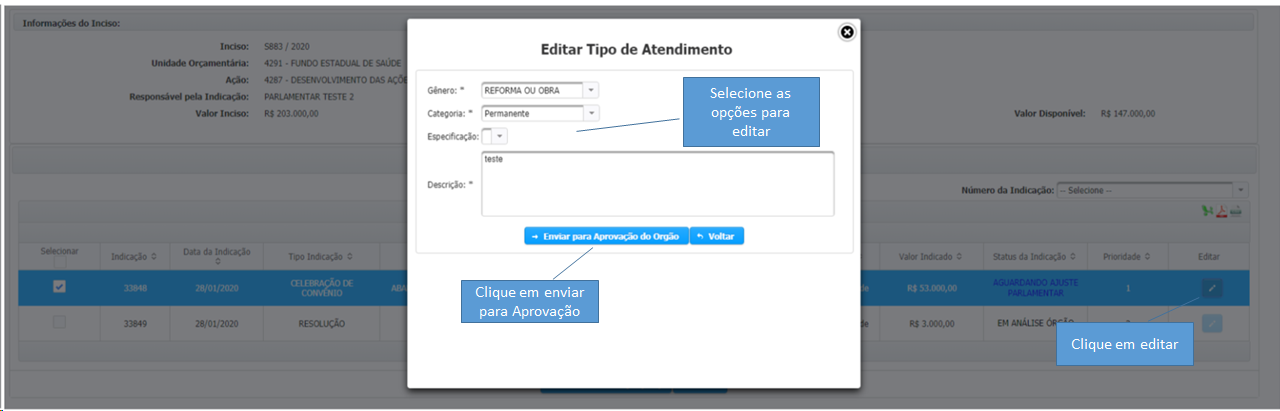 Informações do Inciso:
Inciso: 5883 / 2020
Unidade Orçamentária: 4291 - FUNDO ESTADUAL DE SAÚDE
Ação: 4287 - DESENVOLVIMENTO DAS AÇÕE
Responsável pela Indicação: PARLAMENTAR TESTE 2
Valor Inciso: R$ 203.000,00
Valor Disponível: R$ 147.000,00
Editar Tipo de Atendimento
Gênero: * REFORMA OU OBRA
Categoria: * Permanente
Especificação:
Descrição: * teste
Selecione as
opções para
editar
Enviar para Aprovação do Orgão Voltar
Clique em enviar
para Aprovação
Número da Indicação: -- Selecione --
Selecionar Indicação Data da Indicação Tipo Indicação Valor Indicado Status da Indicação Prioridade Editar
33848 28/01/2020 CELEBRAÇÃO DE CONVÊNIO ABA de R$ 53.000,00 AGUARDANDO AJUSTE PARLAMENTAR 1
33849 28/01/2020 RESOLUÇÃO de R$ 3.000,00 EM ANÁLISE ÓRGÃO
Clique em editar